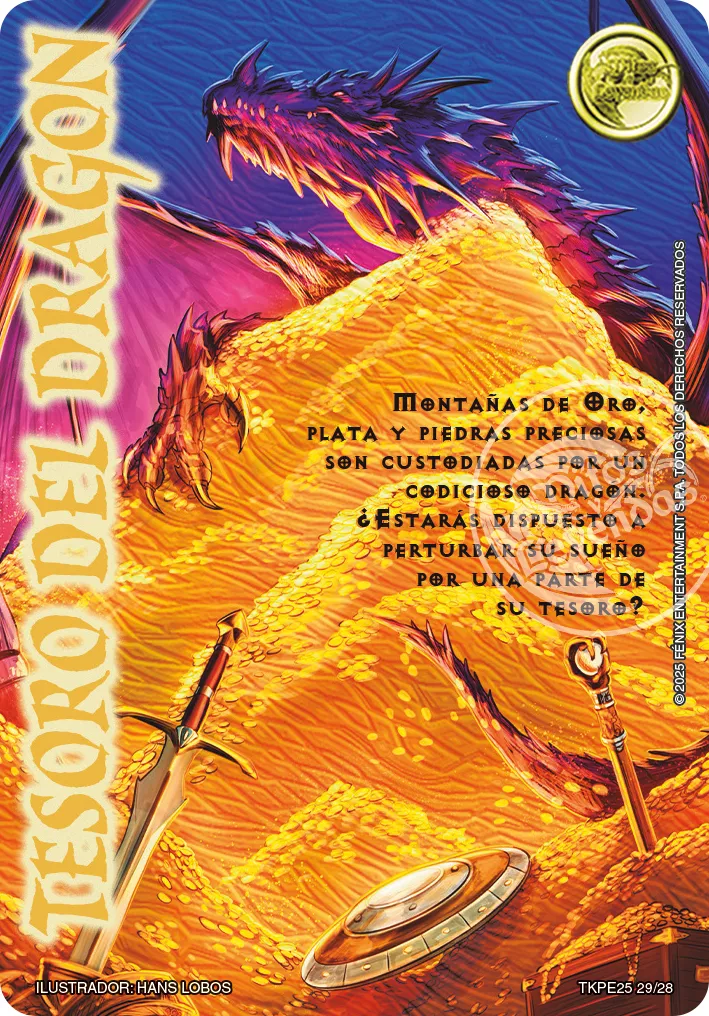 TESORO DEL DRAGON
Montañas de Oro,
plata y piedras preciosas
son custodiadas por un
codicioso dragon.
¿Estarás dispuesto a
perturbar su sueño
por una parte de
su tesoro?
© 2025 FÉNIX ENTERTAINMENT S.P.A. TODOS LOS DERECHOS RESERVADOS
ILUSTRADOR: HANS LOBOS
TKPE25 29/28